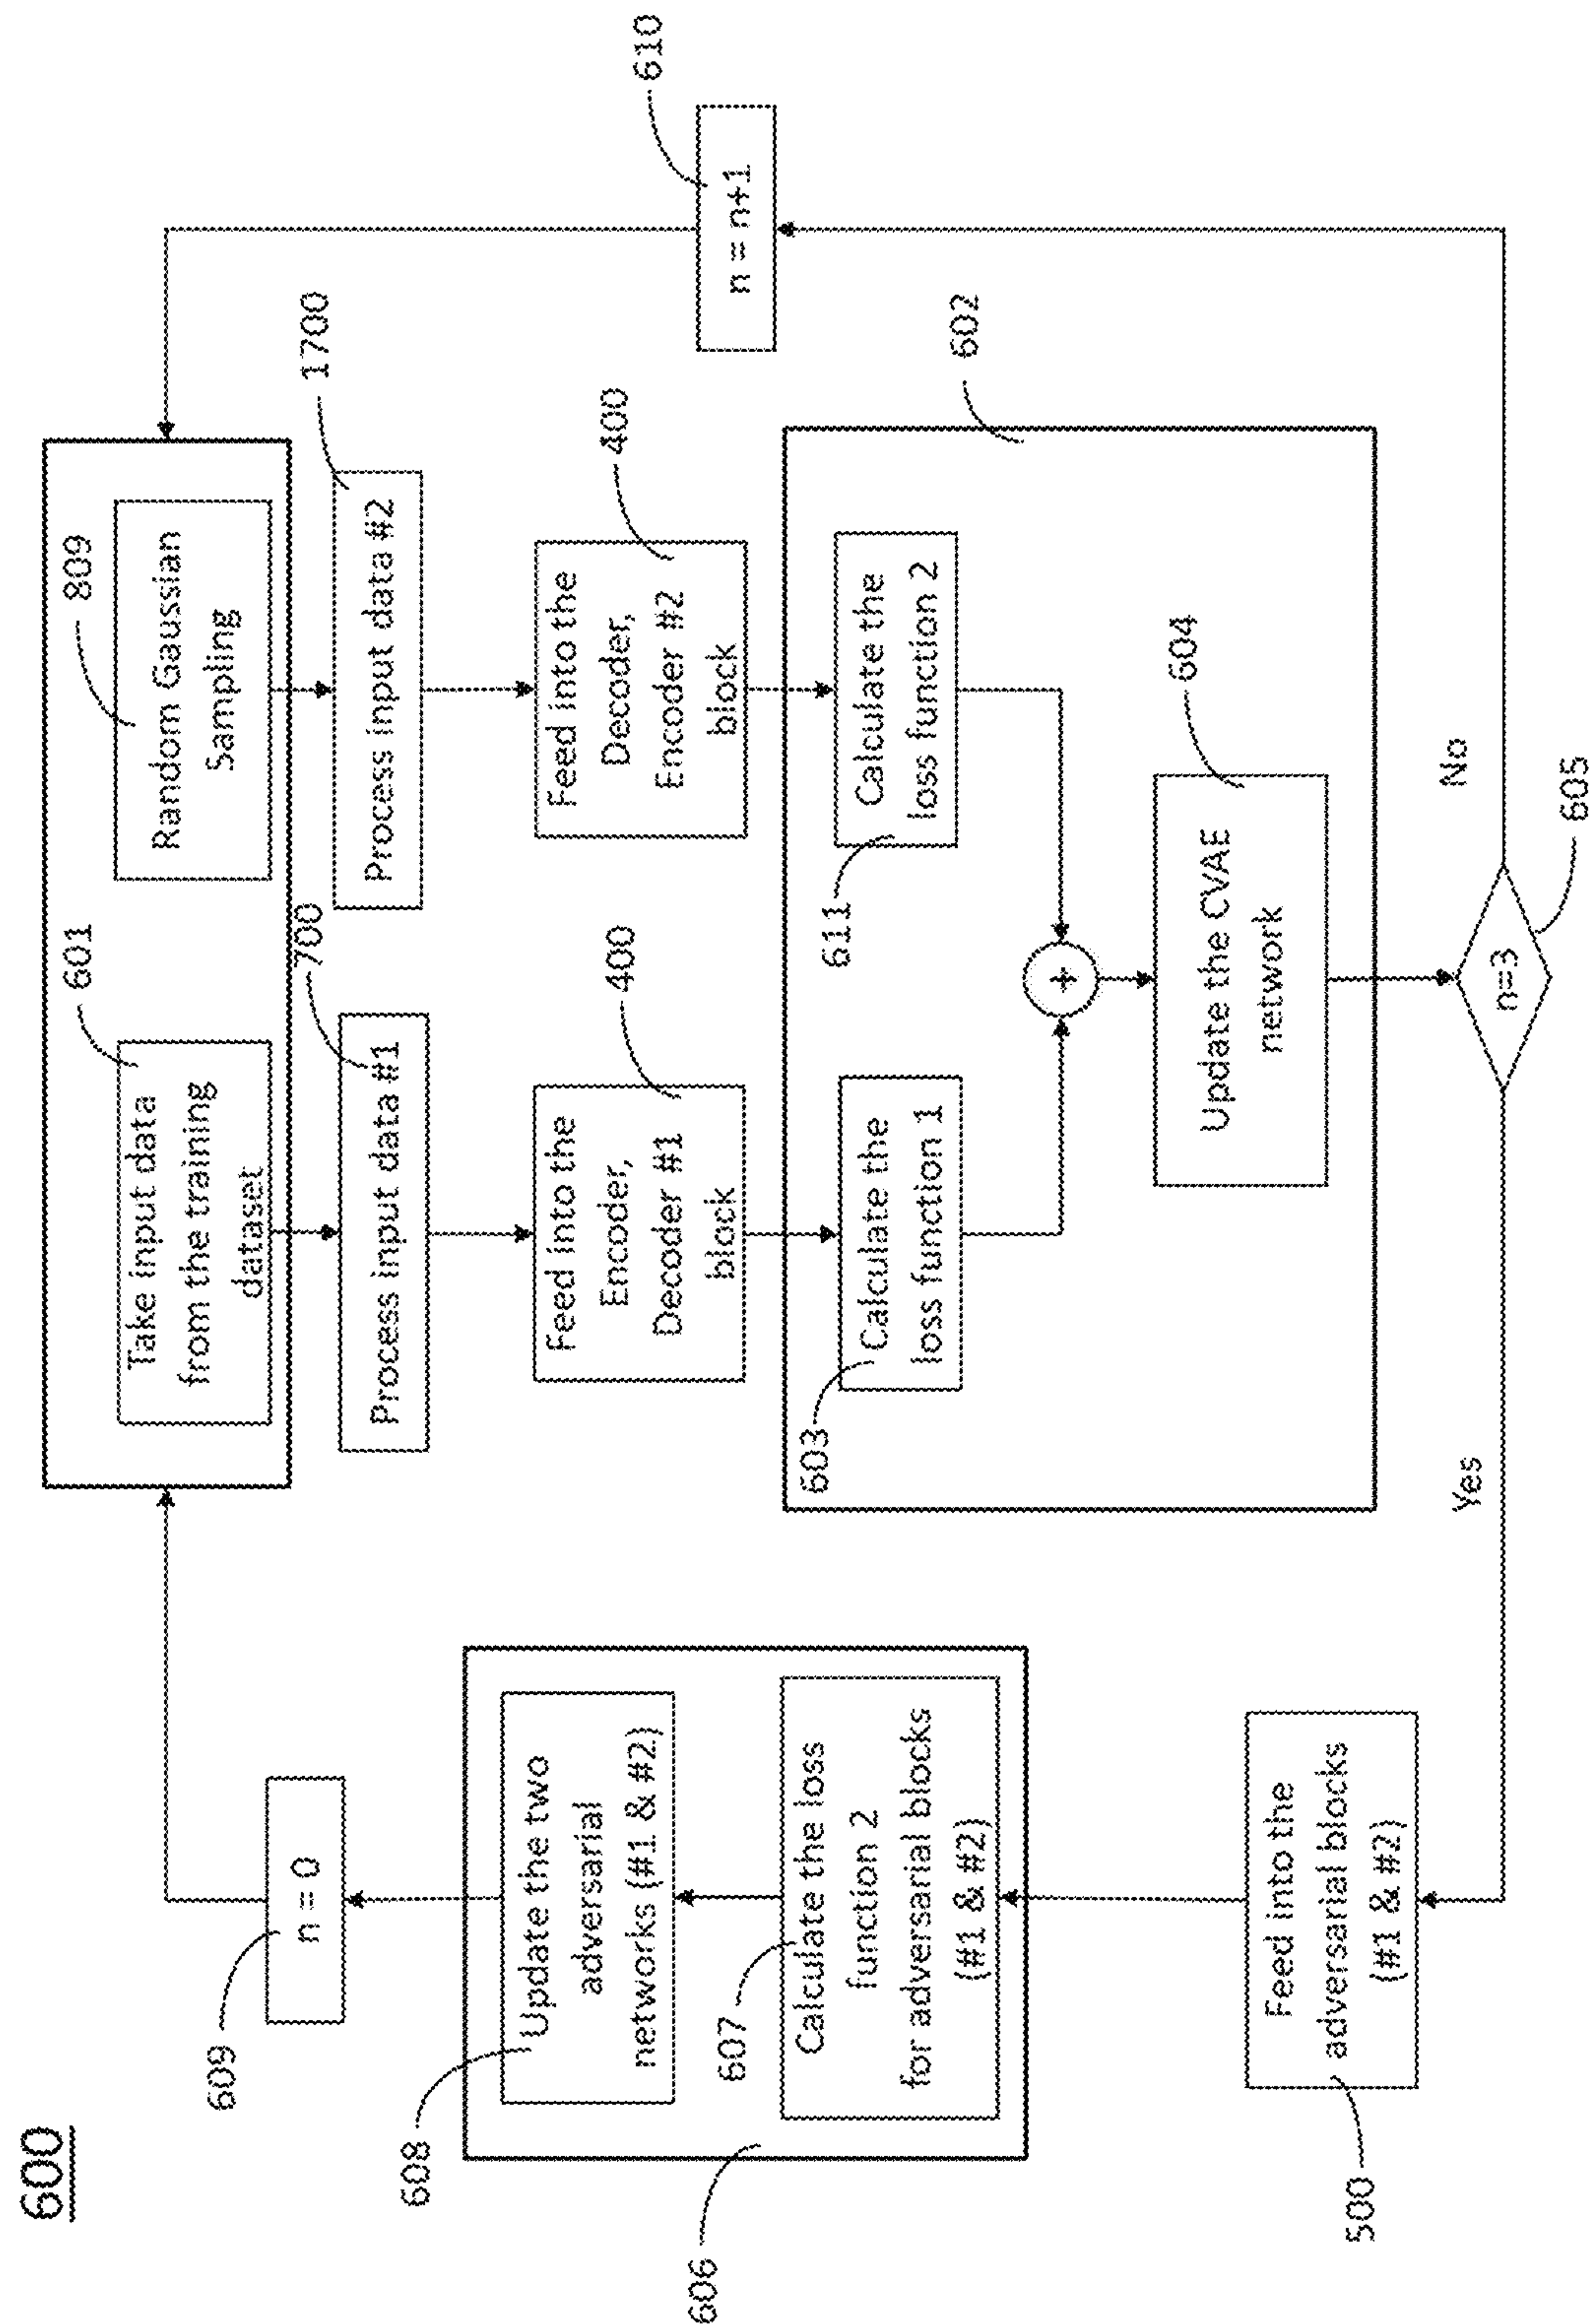 600
601
809
Take input data
from the training
dataset
Random Gaussian
Sampling
609
n = 0
700
Process input data #1
1700
Process input data #2
610
n = n+1
400
Feed into the
Encoder,
Decoder #1
block
400
Feed into the
Decoder,
Encoder #2
block
608
Update the two
adversarial
networks (#1 & #2)
607
Calculate the loss
function 2
for adversarial blocks
(#1 & #2)
606
602
603
Calculate the
loss function 1
611
Calculate the
loss function 2
+
604
Update the CVAE
network
500
Feed into the
adversarial blocks
(#1 & #2)
Yes
No
n=3
605